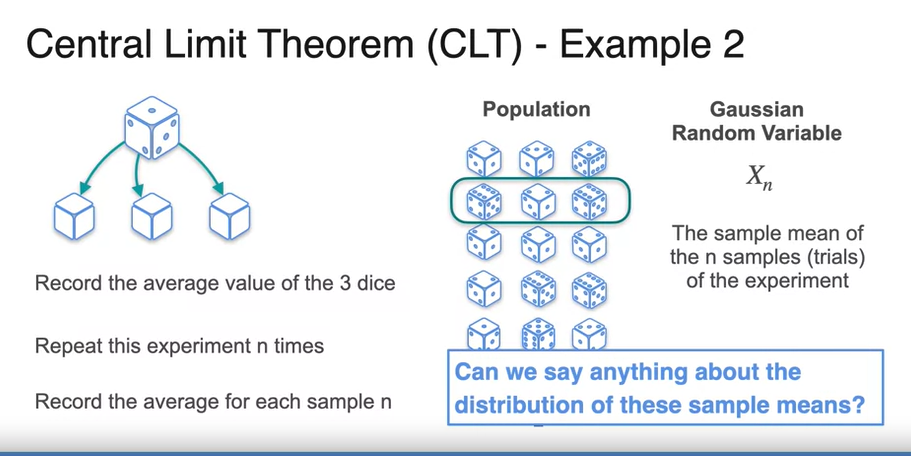 Central Limit Theorem (CLT) - Example 2
Population
Gaussian
Random Variable
Xₙ
The sample mean of
the n samples (trials)
of the experiment
Record the average value of the 3 dice
Repeat this experiment n times
Record the average for each sample n
Can we say anything about the
distribution of these sample means?